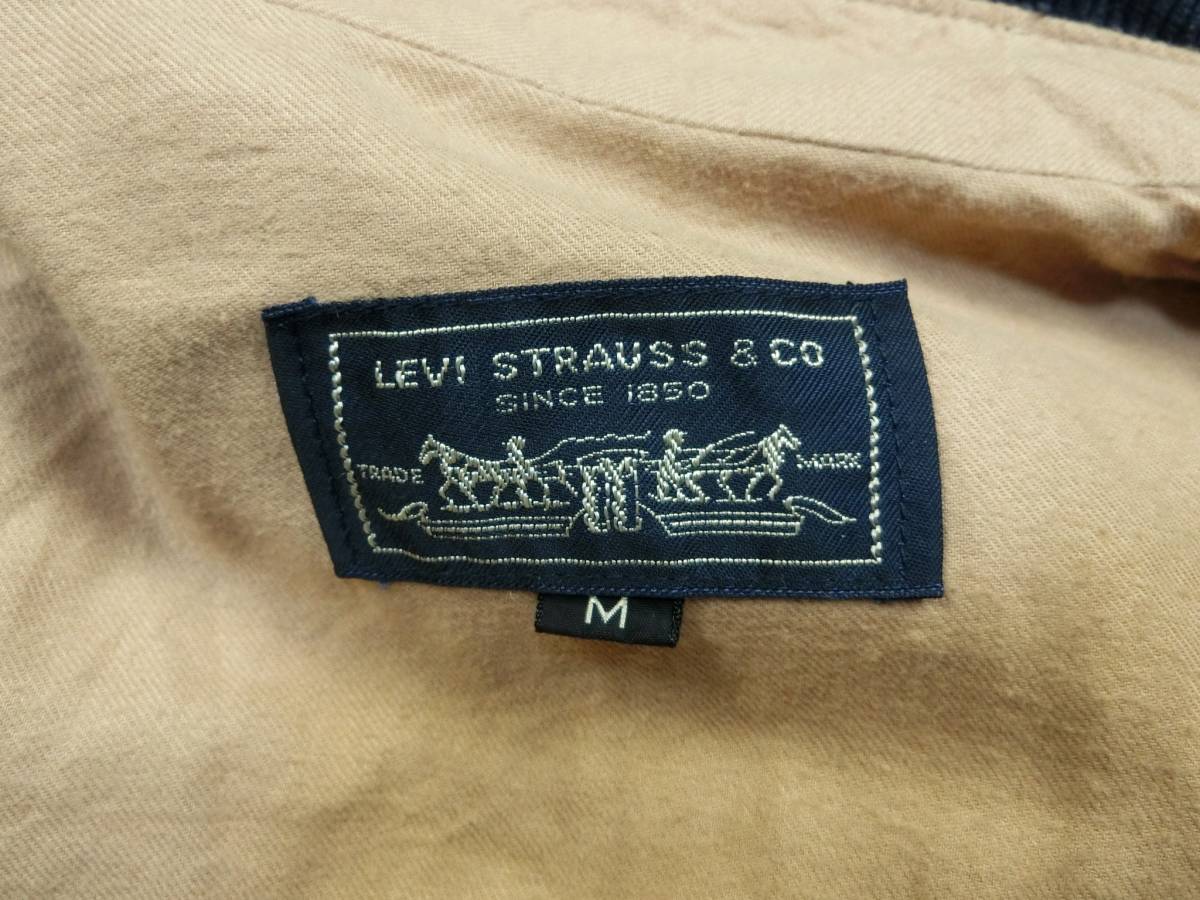 LEVI STRAUSS & CO
SINCE 1850
TRADE MARK
M